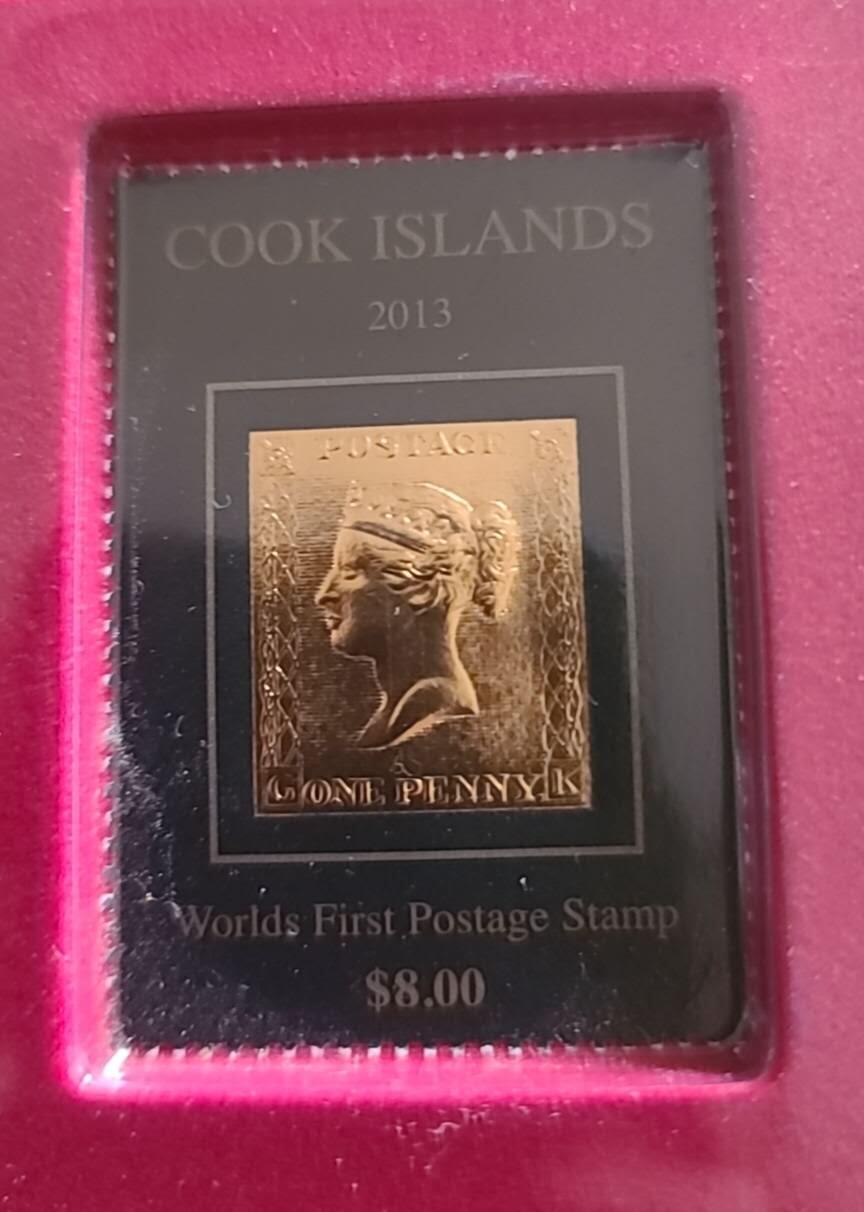 COOK ISLANDS
2013
POSTAGE
G ONE PENNY. K
Worlds First Postage Stamp
$8.00